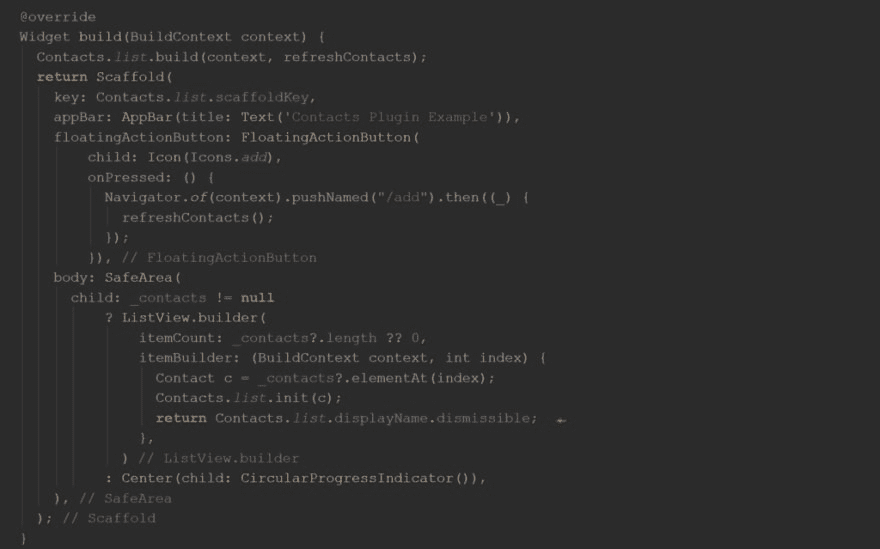 @override
Widget build(BuildContext context) {
Contacts.list.build(context, refreshContacts);
return Scaffold(
key: Contacts.list.scaffoldKey,
appBar: AppBar(title: Text('Contacts Plugin Example')),
floatingActionButton: FloatingActionButton(
child: Icon(Icons.add),
onPressed: () {
Navigator.of(context).pushNamed("/add").then((_) {
refreshContacts();
});
}), // FloatingActionButton
body: SafeArea(
child: _contacts != null
? ListView.builder(
itemCount: _contacts?.length ?? 0,
itemBuilder: (BuildContext context, int index) {
Contact c = _contacts?.elementAt(index);
Contacts.list.init(c);
return Contacts.list.displayName.dismissible;
},
) // ListView.builder
: Center(child: CircularProgressIndicator()),
), // SafeArea
); // Scaffold
}